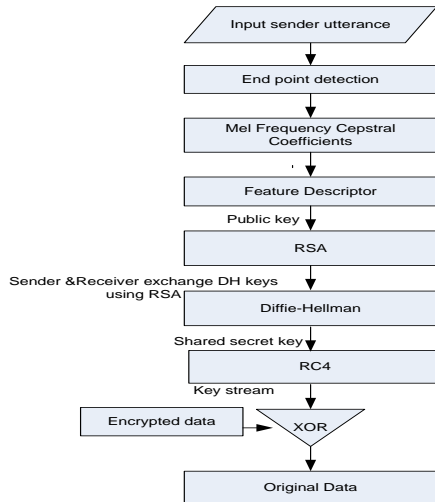 Input sender utterance
End point detection
Mel Frequency Cepstral
Coefficients
Feature Descriptor
Public key
RSA
Sender &Receiver exchange DH keys
using RSA
Diffie-Hellman
Shared secret key
RC4
Key stream
Encrypted data
XOR
Original Data